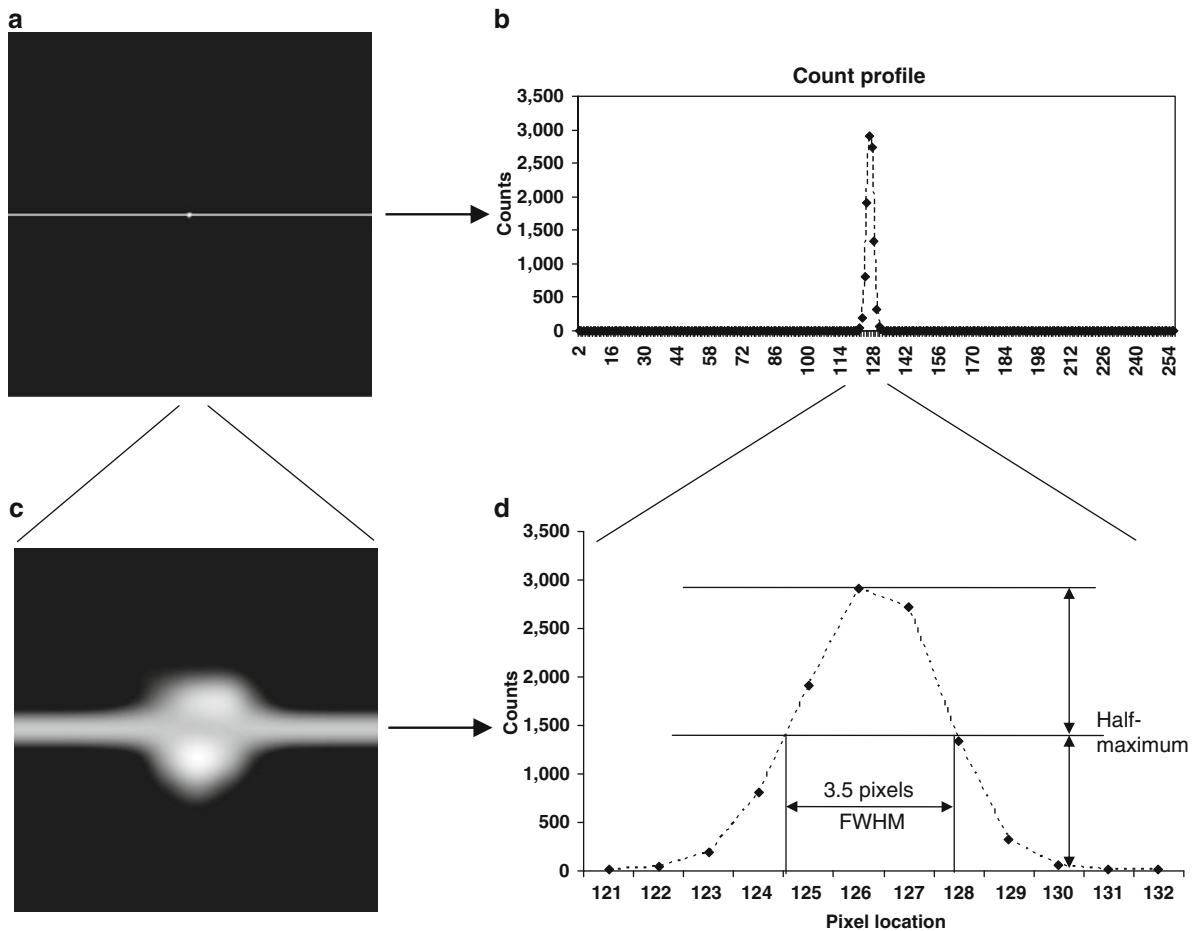 a
b
Count profile
3,500
3,000
2,500
2,000
1,500
1,000
500
0
Counts
2 16 30 44 58 72 86 100 114 128 142 156 170 184 198 212 226 240 254
c
d
3,500
3,000
2,500
2,000
1,500
1,000
500
0
Counts
Half-
maximum
3.5 pixels
FWHM
121 122 123 124 125 126 127 128 129 130 131 132
Pixel location